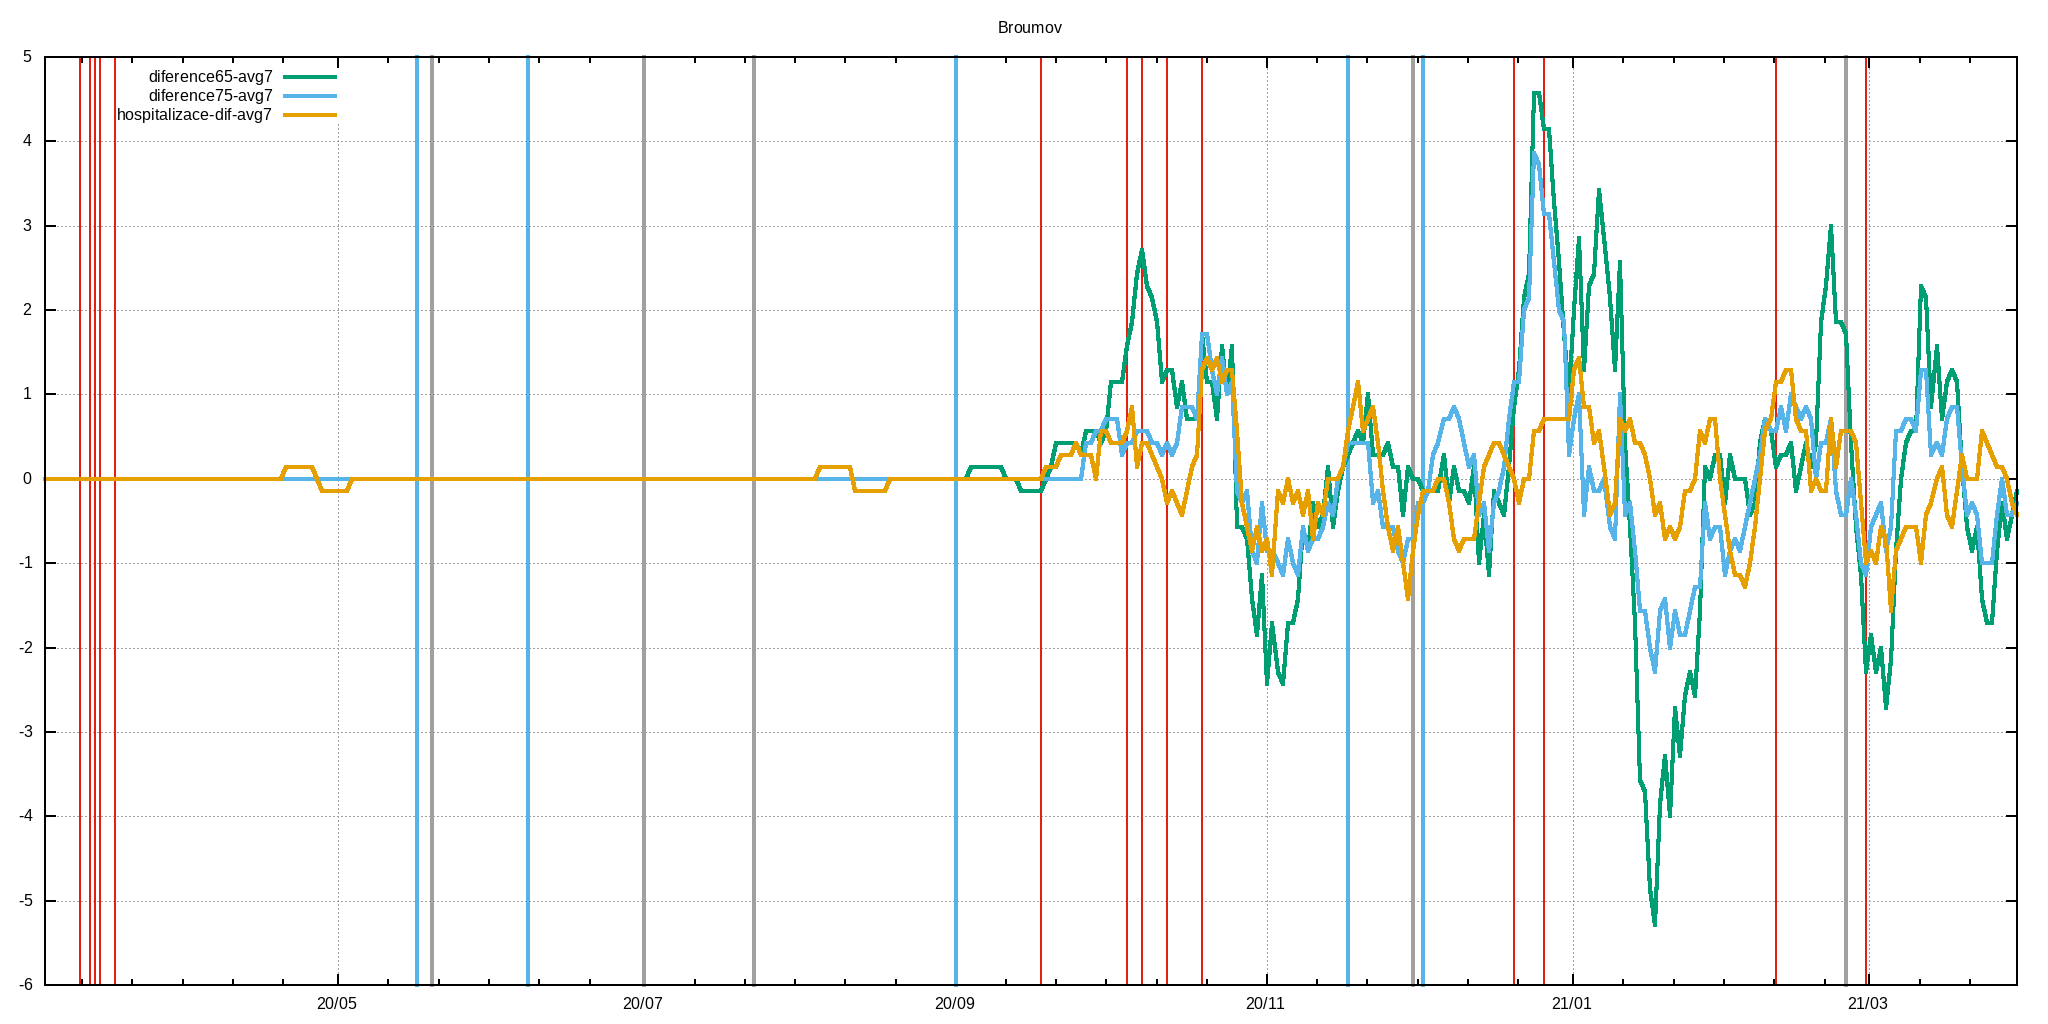 Broumov
diference65-avg7
diference75-avg7
hospitalizace-dif-avg7
5
4
3
2
1
0
-1
-2
-3
-4
-5
-6
20/05 20/07 20/09 20/11 21/01 21/03